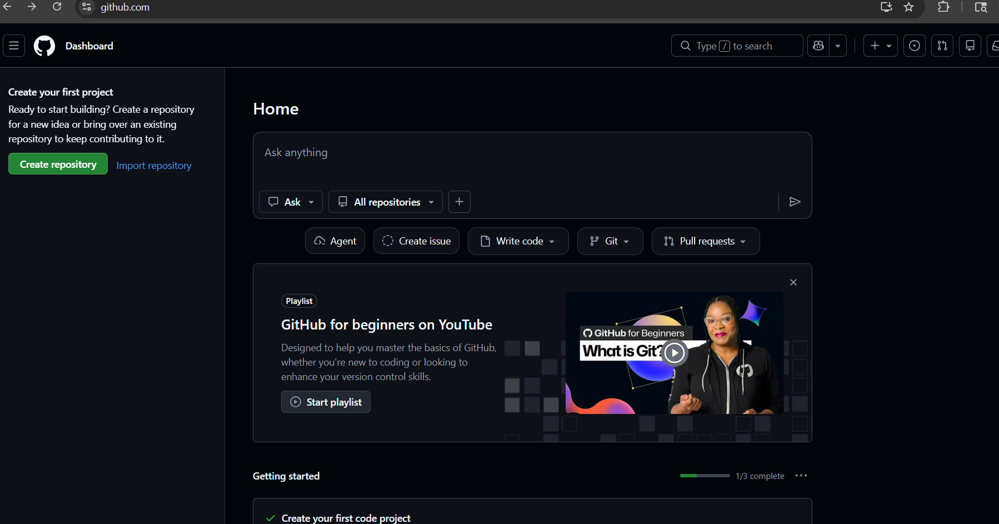 github.com
Dashboard
Type / to search
Create your first project
Ready to start building? Create a repository
for a new idea or bring over an existing
repository to keep contributing to it.
Create repository
Import repository
Home
Ask anything
Ask
All repositories
Agent
Create issue
Write code
Git
Pull requests
Playlist
GitHub for beginners on YouTube
Designed to help you master the basics of GitHub,
whether you're new to coding or looking to
enhance your version control skills.
Start playlist
GitHub for Beginners
What is Git?
Getting started
1/3 complete
Create your first code project